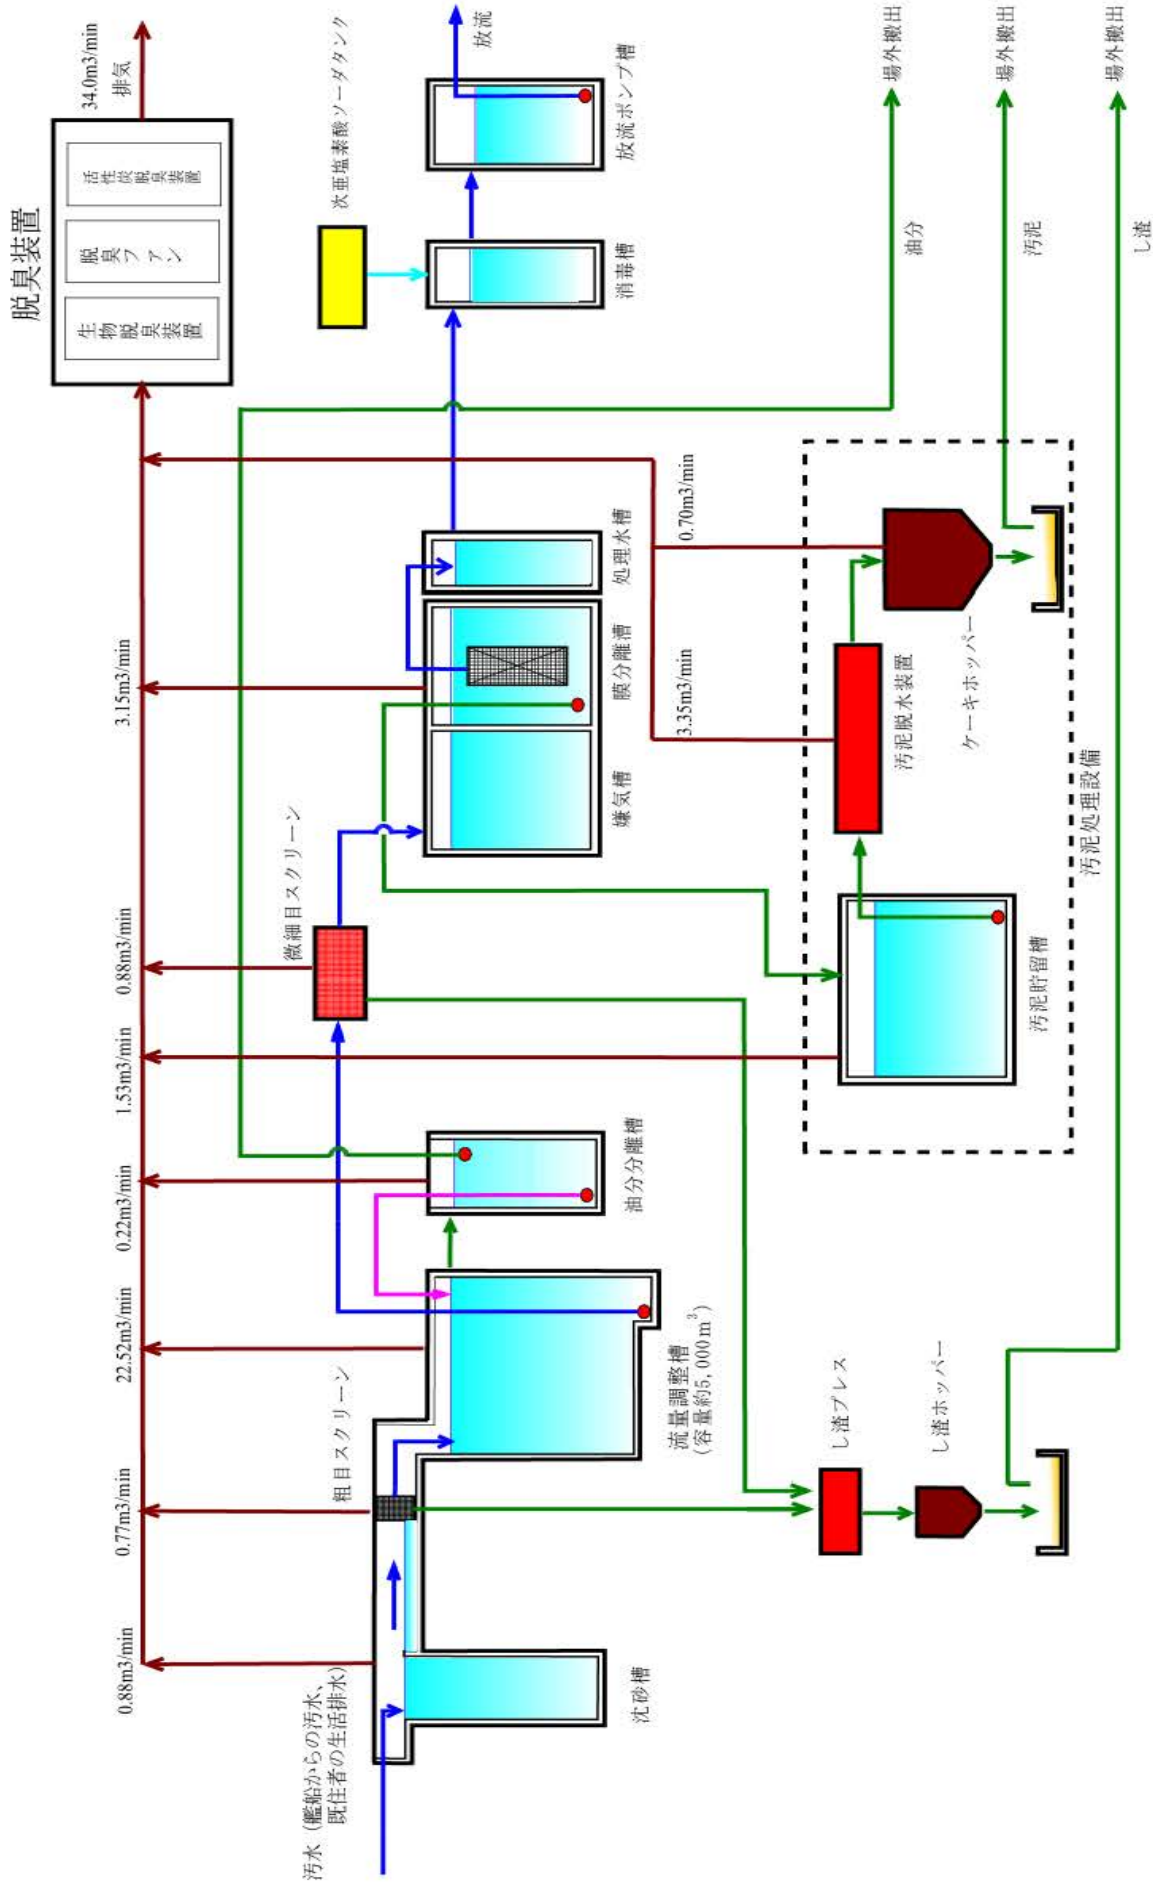 脱臭装置
生物脱臭装置
脱臭ファン
活性炭脱臭装置
34.0m3/min
排気
0.88m3/min
0.77m3/min
22.52m3/min
0.22m3/min
1.53m3/min
0.88m3/min
3.15m3/min
汚水（艦船からの汚水、
既住者の生活排水）
粗目スクリーン
微細目スクリーン
次亜塩素酸ソーダタンク
放流
沈砂槽
流量調整槽
(容量約5,000m³)
油分分離槽
嫌気槽
膜分離漕
処理水槽
消毒槽
放流ポンプ槽
3.35m3/min
0.70m3/min
し渣プレス
し渣ホッパー
汚泥貯留槽
汚泥脱水装置
ケーキホッパー
汚泥処理設備
油分
場外搬出
汚泥
場外搬出
し渣
場外搬出